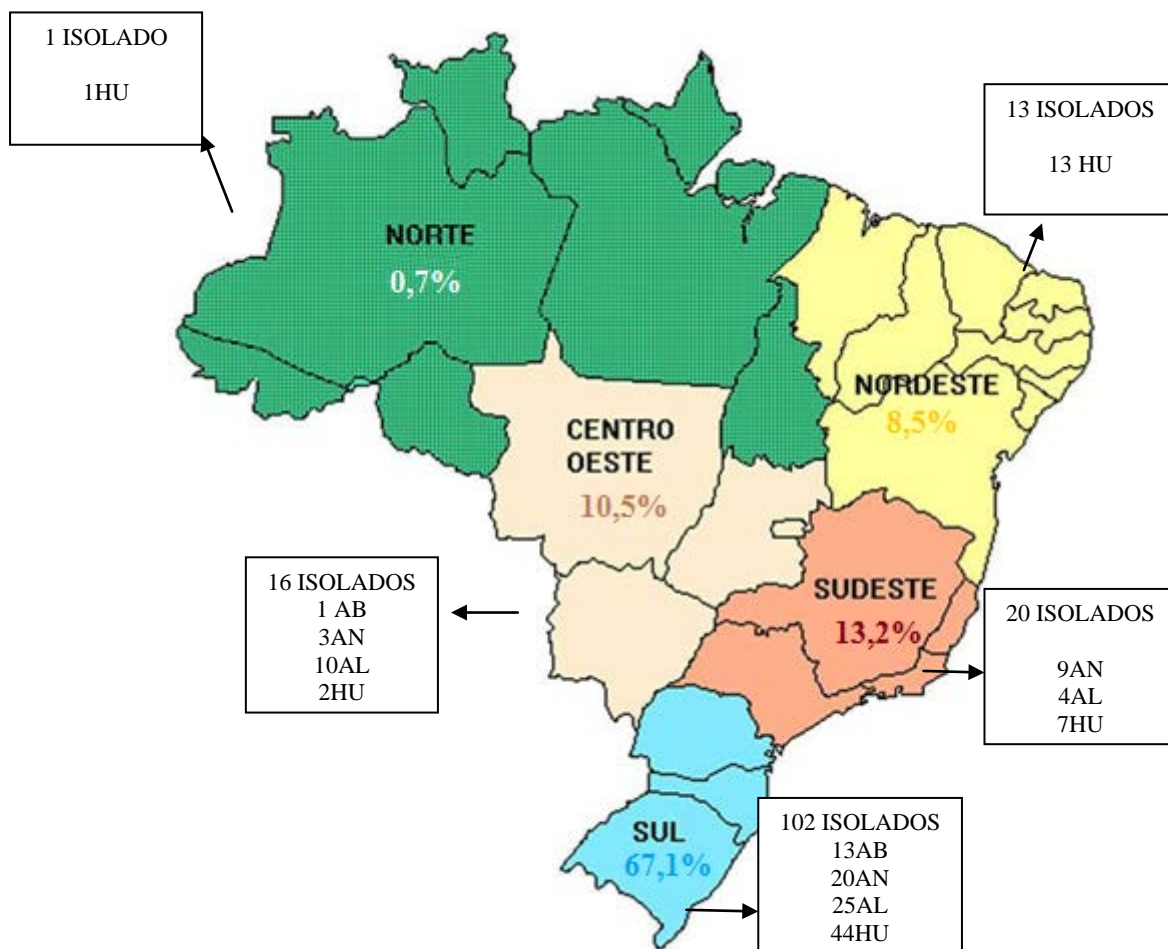 1 ISOLADO
1HU
13 ISOLADOS
13 HU
NORTE
0,7%
NORDESTE
8,5%
CENTRO
OESTE
10,5%
16 ISOLADOS
1 AB
3AN
10AL
2HU
SUDESTE
13,2%
20 ISOLADOS
9AN
4AL
7HU
SUL
67,1%
102 ISOLADOS
13AB
20AN
25AL
44HU